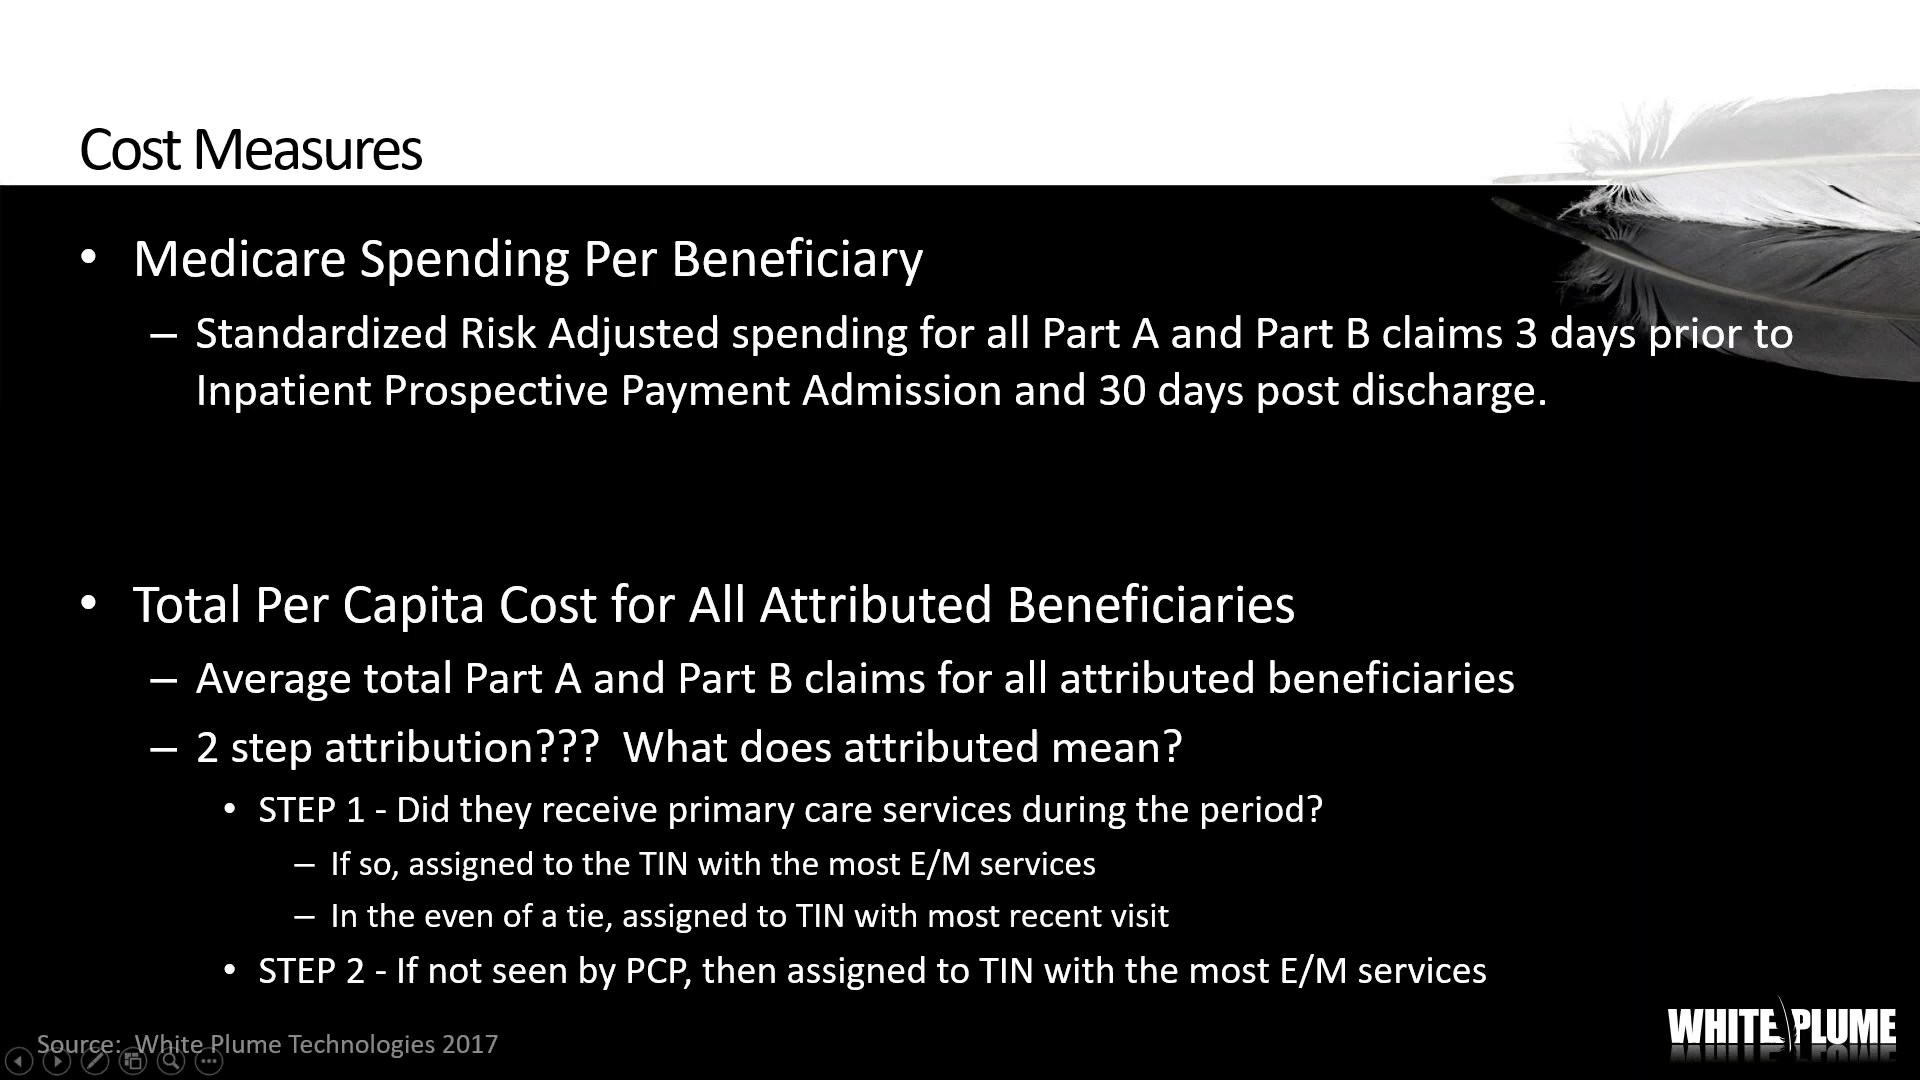 Cost Measures
• Medicare Spending Per Beneficiary
– Standardized Risk Adjusted spending for all Part A and Part B claims 3 days prior to
Inpatient Prospective Payment Admission and 30 days post discharge.
• Total Per Capita Cost for All Attributed Beneficiaries
– Average total Part A and Part B claims for all attributed beneficiaries
– 2 step attribution???  What does attributed mean?
• STEP 1 - Did they receive primary care services during the period?
– If so, assigned to the TIN with the most E/M services
– In the even of a tie, assigned to TIN with most recent visit
• STEP 2 - If not seen by PCP, then assigned to TIN with the most E/M services
Source:  White Plume Technologies 2017
WHITE PLUME